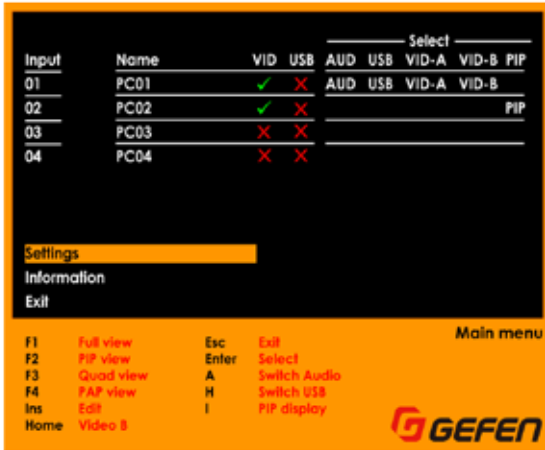 Select
Input Name VID USB AUD USB VID-A VID-B PIP
01 PC01 ✓ X AUD USB VID-A VID-B
02 PC02 ✓ X PIP
03 PC03 X X
04 PC04 X X
Settings
Information
Exit
Main menu
F1 Full view Esc Exit
F2 PIP view Enter Select
F3 Quad view A Switch Audio
F4 PAP view H Switch USB
Ins Edit I PIP display
Home Video B
GEFEN